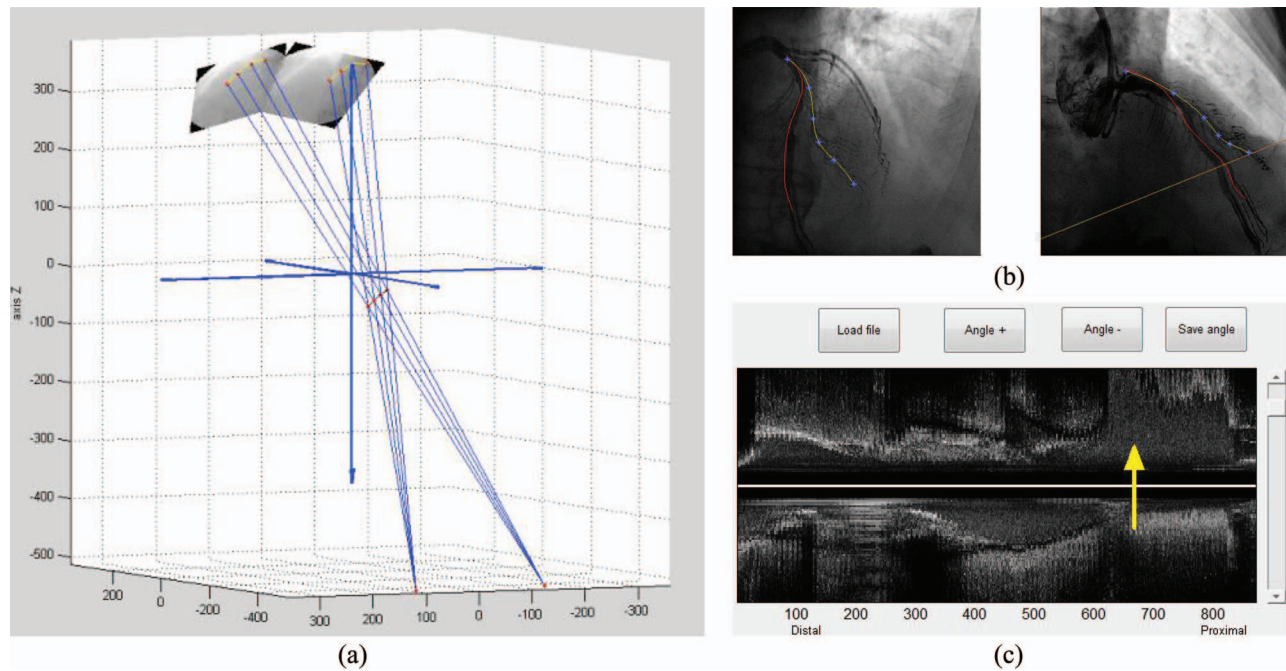 300
200
100
0
-100
-200
-300
-400
-500
axis Z
200 0 -200 -400
300 200 100 0 -100 -200 -300
(a)
(b)
Load file Angle + Angle - Save angle
100 200 300 400 500 600 700 800
Distal Proximal
(c)